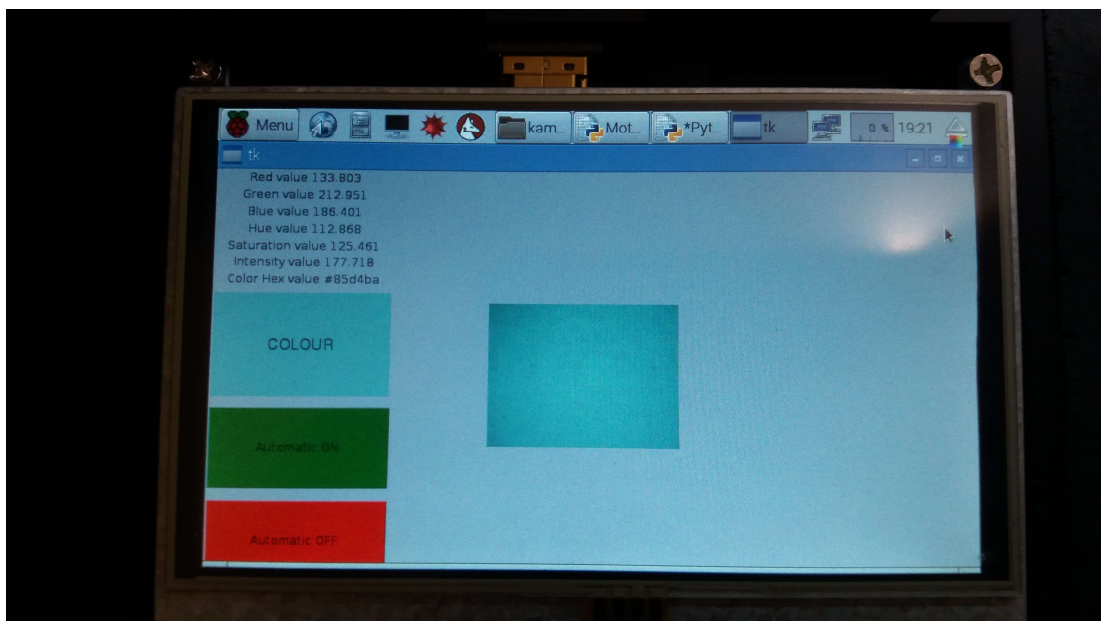 Menu kam... Mot... *Pyt... tk 0 % 19:21
tk
Red value 133.803
Green value 212.951
Blue value 186.401
Hue value 112.868
Saturation value 125.461
Intensity value 177.718
Color Hex value #85d4ba
COLOUR
Automatic ON
Automatic OFF